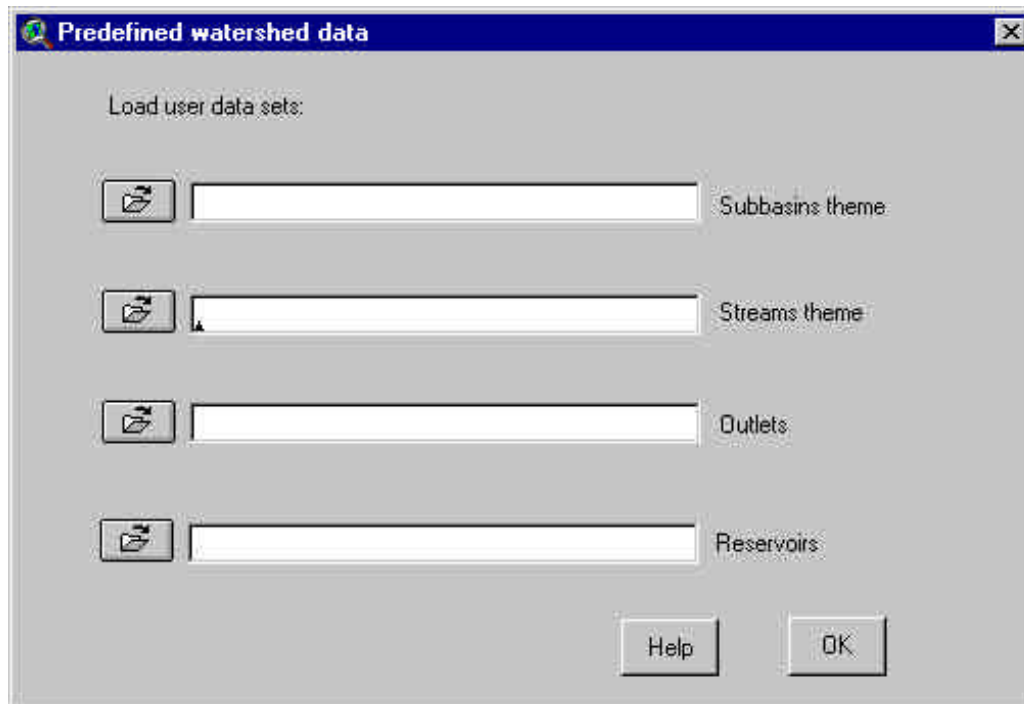 Predefined watershed data
Load user data sets:
Subbasins theme
Streams theme
Outlets
Reservoirs
Help
OK